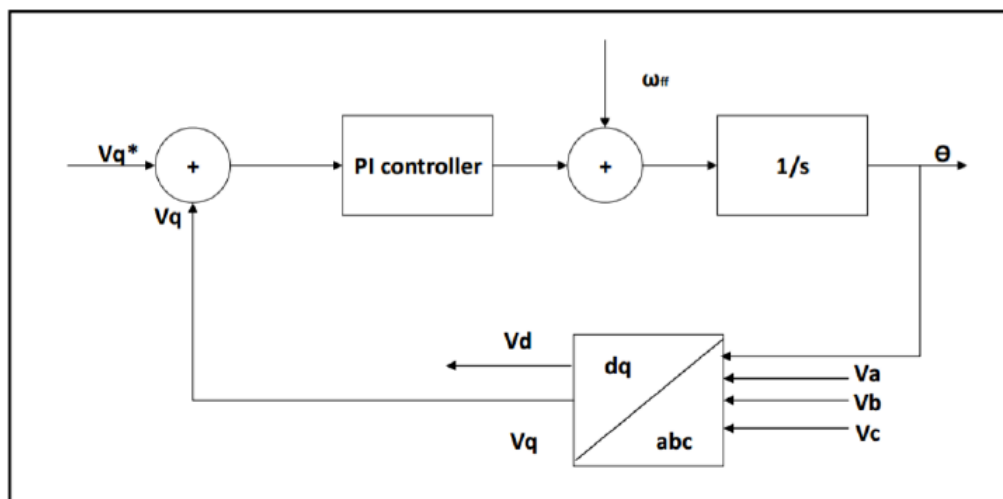 ωff
Vq*
+
PI controller
+
1/s
Θ
Vq
Vd
dq
Va
Vb
Vq
abc
Vc